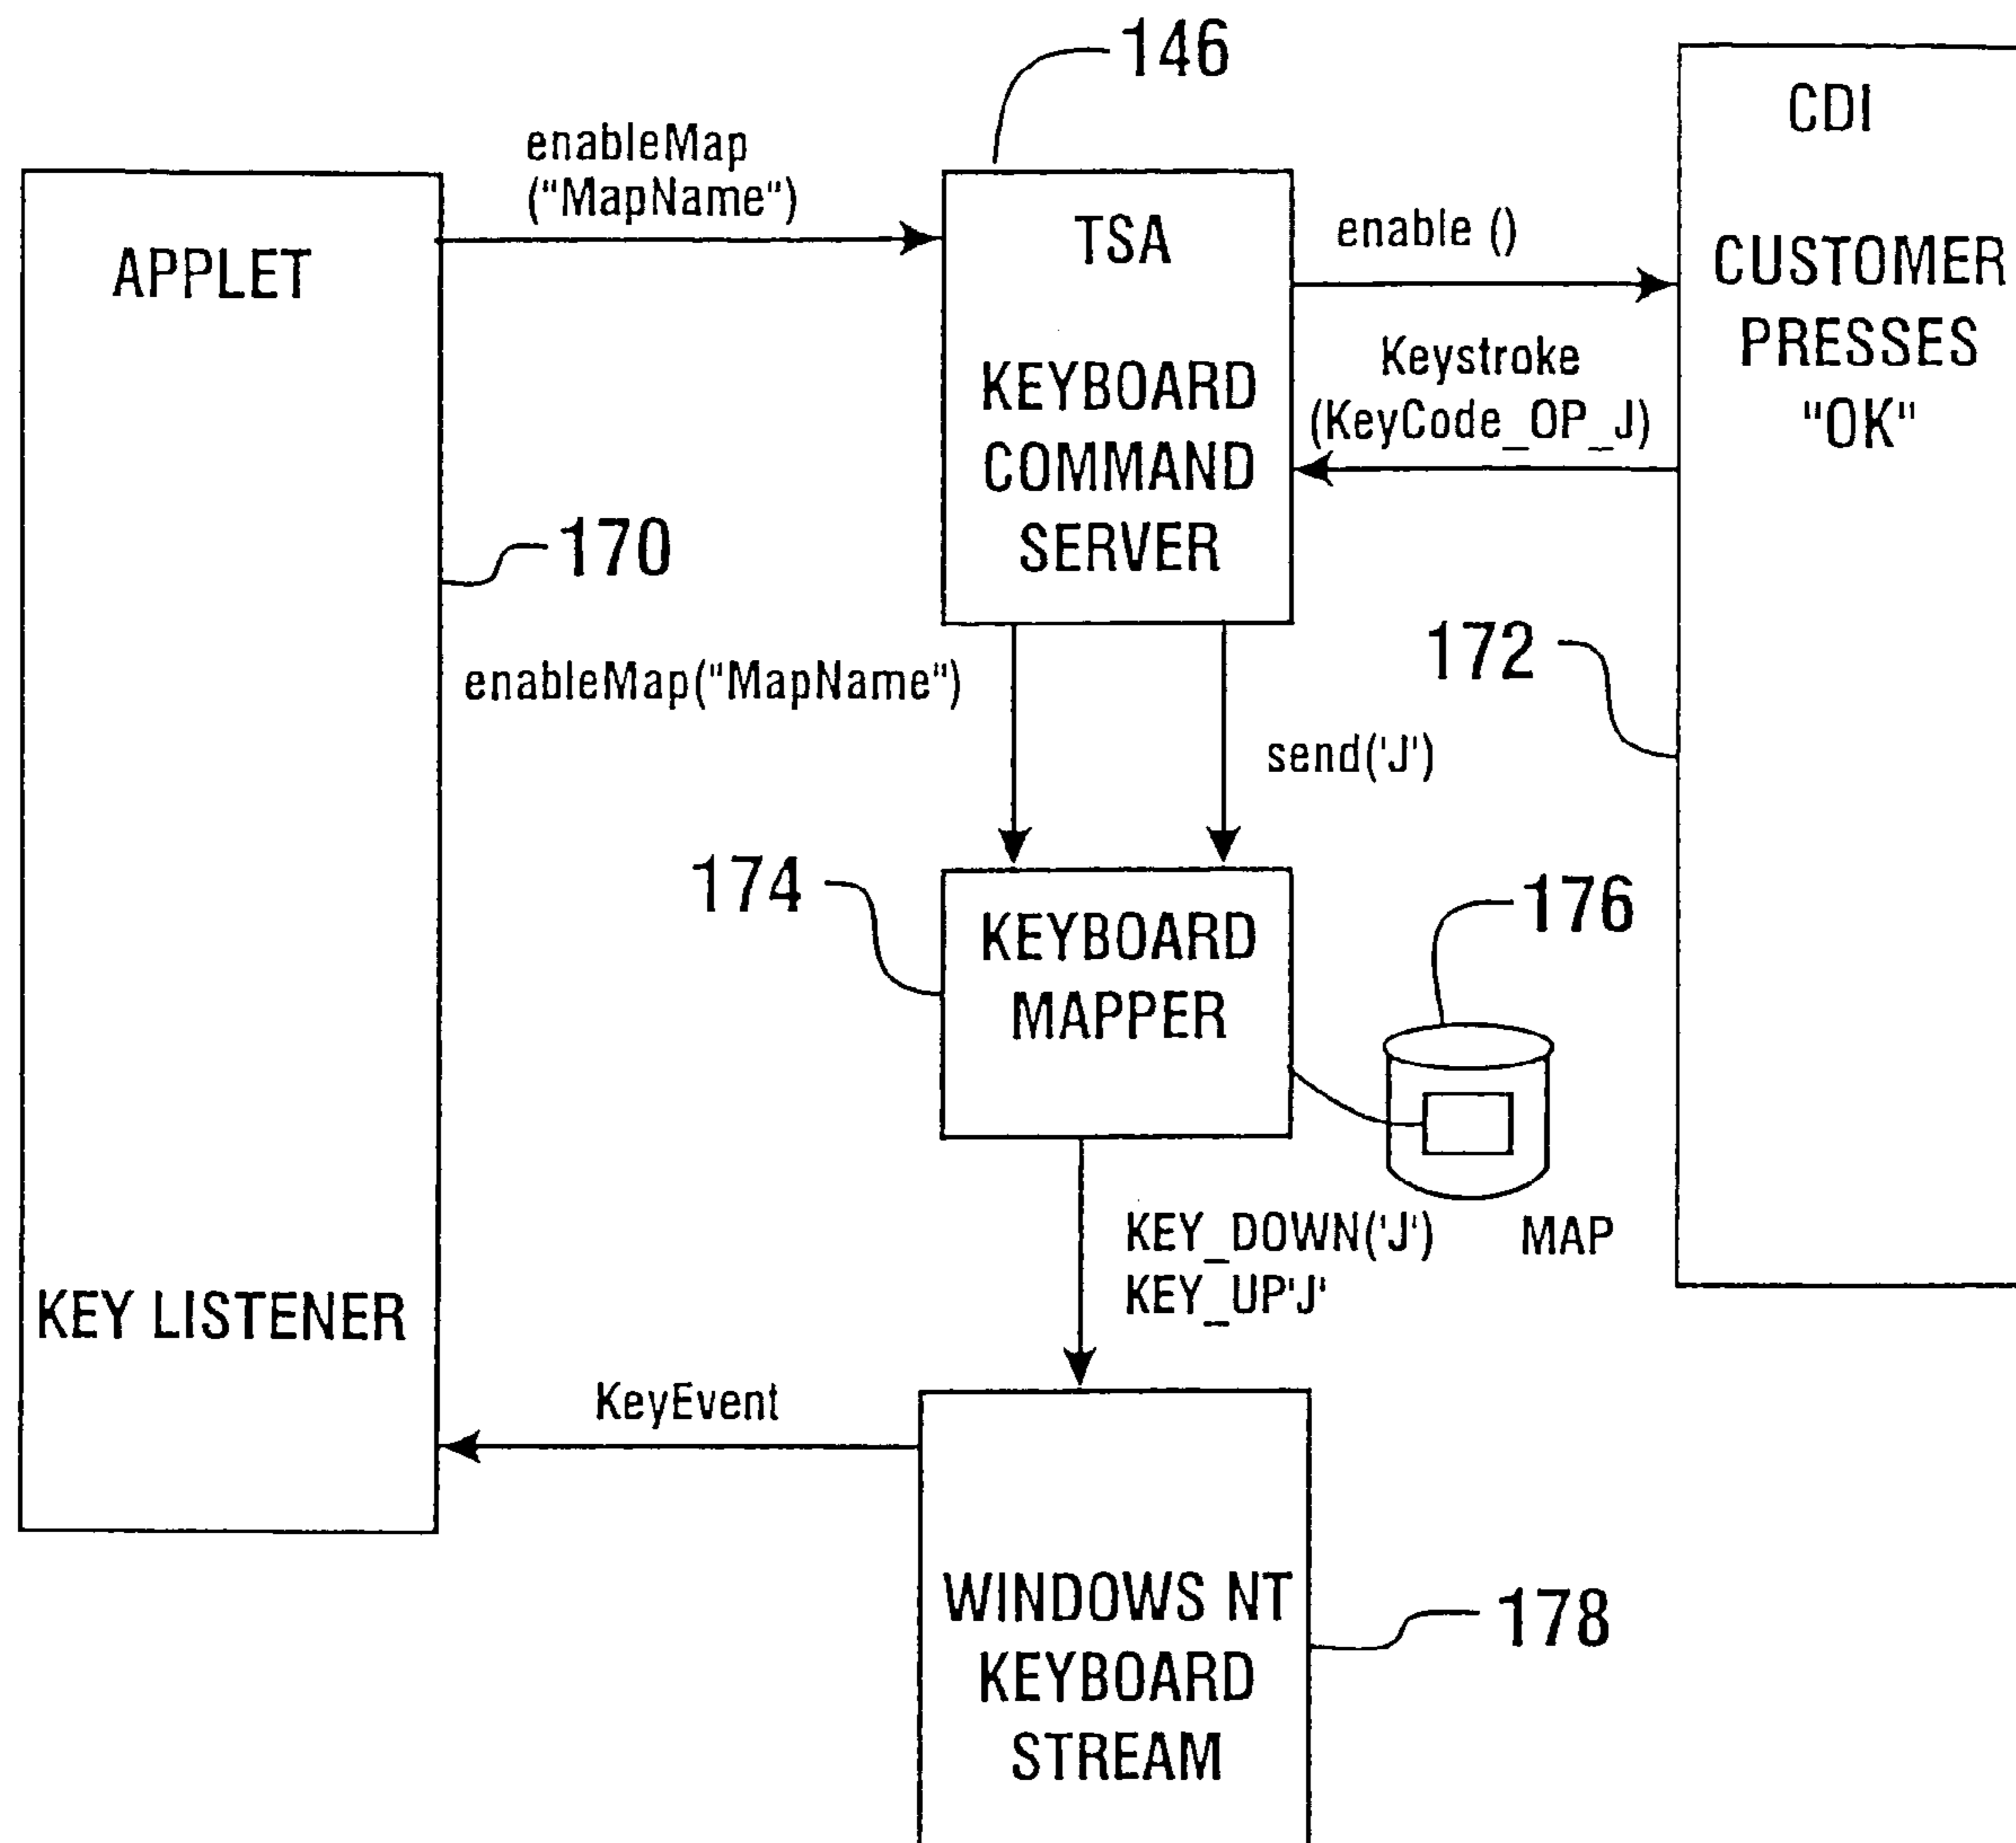 146
CDI
enableMap
("MapName")
APPLET
TSA
enable ()
CUSTOMER
PRESSES
"OK"
Keystroke
(KeyCode_OP_J)
KEYBOARD
COMMAND
SERVER
170
172
enableMap("MapName")
send('J')
174
176
KEYBOARD
MAPPER
KEY_DOWN('J')
KEY_UP'J'
MAP
KEY LISTENER
KeyEvent
WINDOWS NT
KEYBOARD
STREAM
178